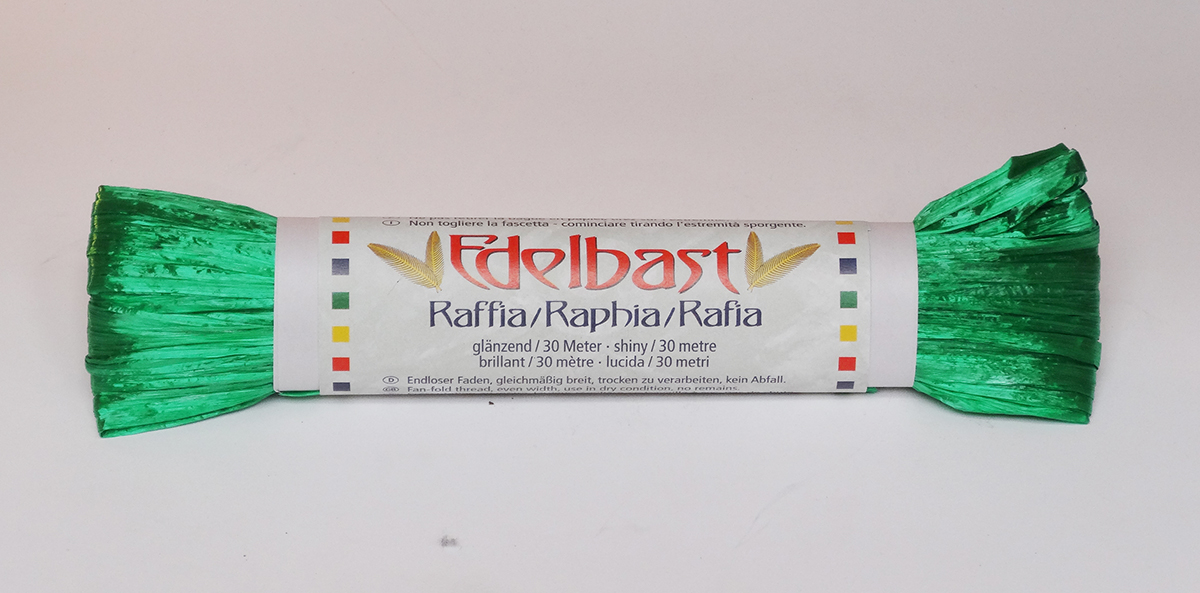 I Non togliere la fascetta - cominciare tirando l'estremità sporgente.
Edelbast
Raffia/Raphia/Rafia
glänzend / 30 Meter · shiny / 30 metre
brillant / 30 mètre · lucida / 30 metri
D Endloser Faden, gleichmäßig breit, trocken zu verarbeiten, kein Abfall.
GB Fan-fold thread, even width, use in dry condition, no remains.